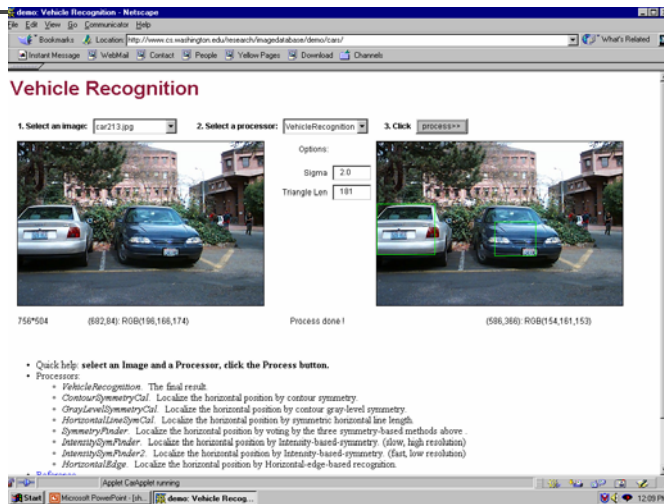 demo: Vehicle Recognition - Netscape
File Edit View Go Communicator Help
Bookmarks Location: http://www.cs.washington.edu/research/imagedatabase/demo/cars/ What's Related
Instant Message WebMail Contact People Yellow Pages Download Channels
Vehicle Recognition
1. Select an image: car213.jpg 2. Select a processor: VehicleRecognition 3. Click process>>
Options:
Sigma 2.0
Triangle Len 181
756*504 (682,84): RGB(196,166,174) Process done ! (586,366): RGB(154,161,153)
• Quick help: select an Image and a Processor, click the Process button.
• Processors:
VehicleRecognition. The final result.
ContourSymmetryCal. Localize the horizontal position by contour symmetry.
GrayLevelSymmetryCal. Localize the horizontal position by contour gray-level symmetry.
HorizontalLineSymCal. Localize the horizontal position by symmetric horizontal line length.
SymmetryFinder. Localize the horizontal position by voting by the three symmetry-based methods above .
IntensitySymFinder. Localize the horizontal position by Intensity-based-symmetry. (slow, high resolution)
IntensitySymFinder2. Localize the horizontal position by Intensity-based-symmetry. (fast, low resolution)
HorizontalEdge. Localize the horizontal position by Horizontal-edge-based recognition.
• Reference
Applet CarApplet running
Start Microsoft PowerPoint - [sh... demo: Vehicle Recog... 12:09 PM